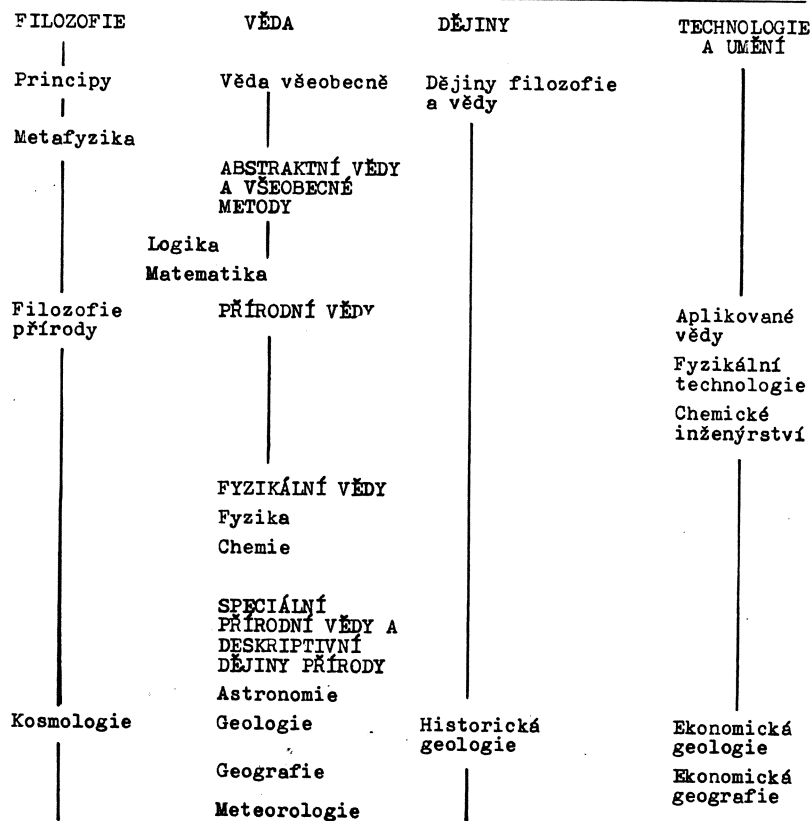 FILOZOFIE
VĚDA
DĚJINY
TECHNOLOGIE
A UMĚNÍ
Principy
Věda všeobecně
Dějiny filozofie
a vědy
Metafyzika
ABSTRAKTNÍ VĚDY
A VŠEOBECNÉ
METODY
Logika
Matematika
Filozofie
přírody
PŘÍRODNÍ VĚDY
Aplikované
vědy
Fyzikální
technologie
Chemické
inženýrství
FYZIKÁLNÍ VĚDY
Fyzika
Chemie
SPECIÁLNÍ
PŘÍRODNÍ VĚDY A
DESKRIPTIVNÍ
DĚJINY PŘÍRODY
Astronomie
Kosmologie
Geologie
Historická
geologie
Ekonomická
geologie
Geografie
Ekonomická
geografie
Meteorologie